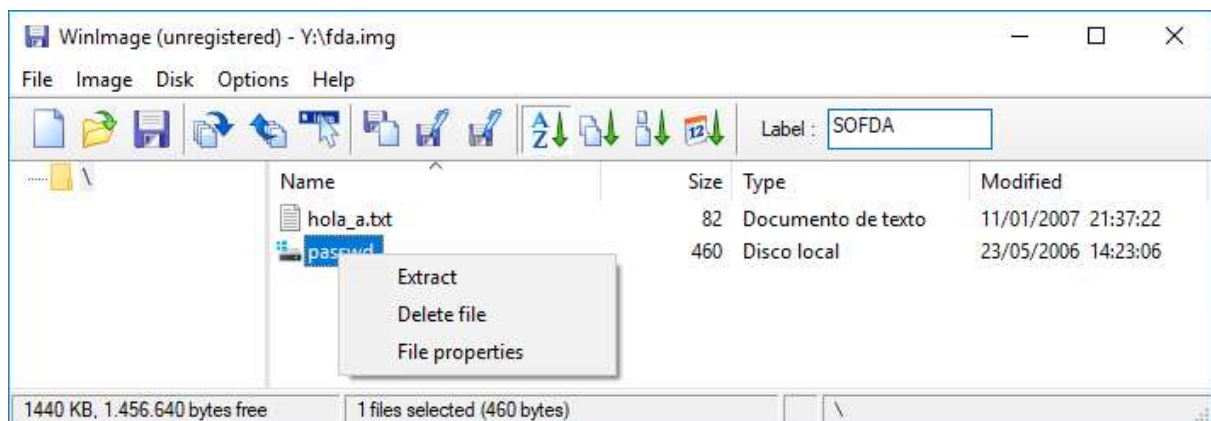 WinImage (unregistered) - Y:\fda.img
File Image Disk Options Help
Label : SOFDA
\
Name Size Type Modified
hola_a.txt 82 Documento de texto 11/01/2007 21:37:22
passwd 460 Disco local 23/05/2006 14:23:06
Extract
Delete file
File properties
1440 KB, 1.456.640 bytes free 1 files selected (460 bytes) \